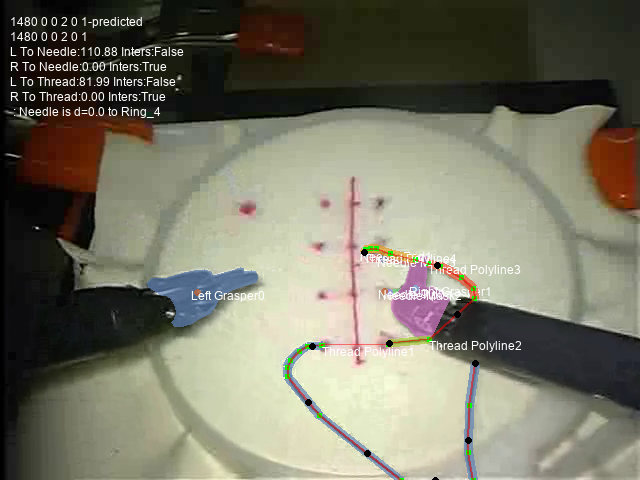 1480 0 0 2 0 1-predicted
1480 0 0 2 0 1
L To Needle:110.88 Inters:False
R To Needle:0.00 Inters:True
L To Thread:81.99 Inters:False
R To Thread:0.00 Inters:True
: Needle is d=0.0 to Ring_4
Thread Polyline3
Left Grasper0
Thread Polyline1
Thread Polyline2